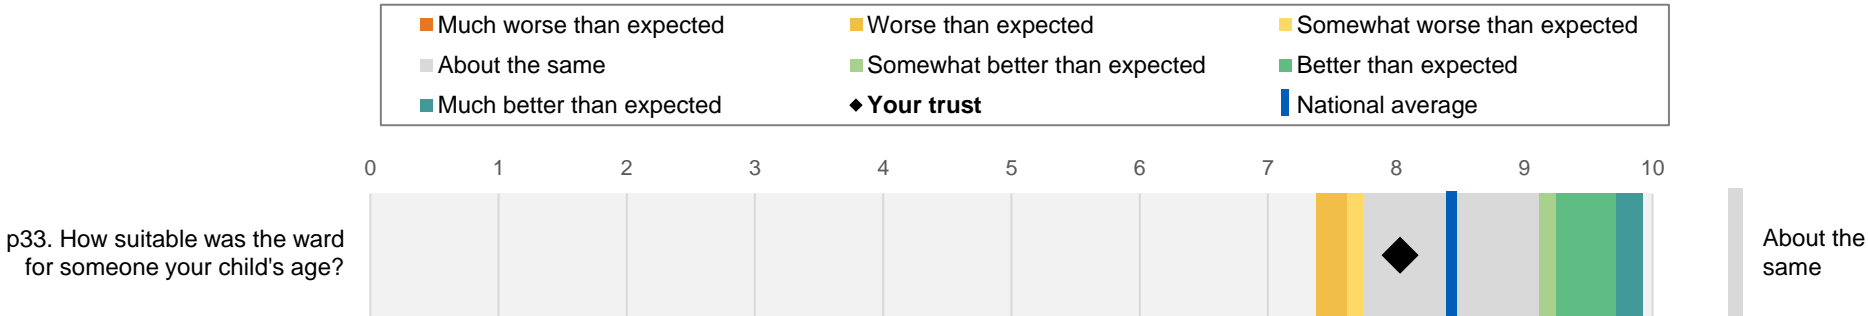 Much worse than expected
Worse than expected
Somewhat worse than expected
About the same
Somewhat better than expected
Better than expected
Much better than expected
Your trust
National average
0 1 2 3 4 5 6 7 8 9 10
p33. How suitable was the ward
for someone your child's age?
About the
same